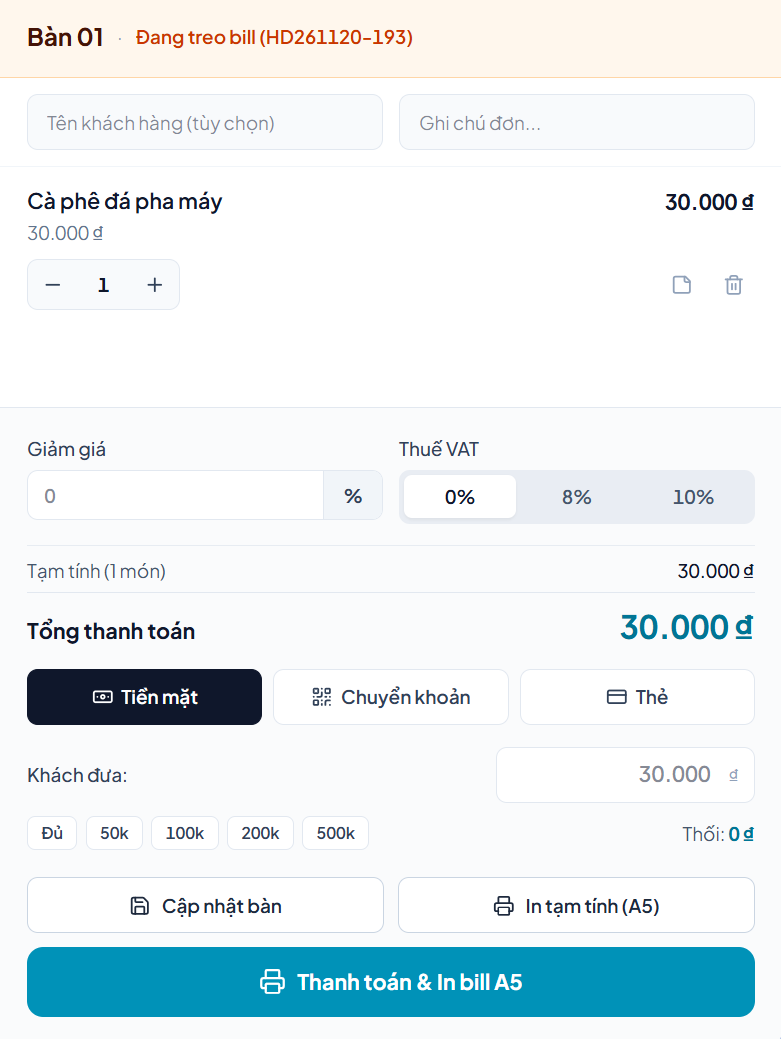 Bàn 01 · Đang treo bill (HD261120-193)
Tên khách hàng (tùy chọn) Ghi chú đơn...
Cà phê đá pha máy 30.000 ₫
30.000 ₫
1
Giảm giá Thuế VAT
0 % 0% 8% 10%
Tạm tính (1 món) 30.000 ₫
Tổng thanh toán 30.000 ₫
Tiền mặt Chuyển khoản Thẻ
Khách đưa: 30.000 ₫
Đủ 50k 100k 200k 500k Thối: 0 ₫
Cập nhật bàn In tạm tính (A5)
Thanh toán & In bill A5